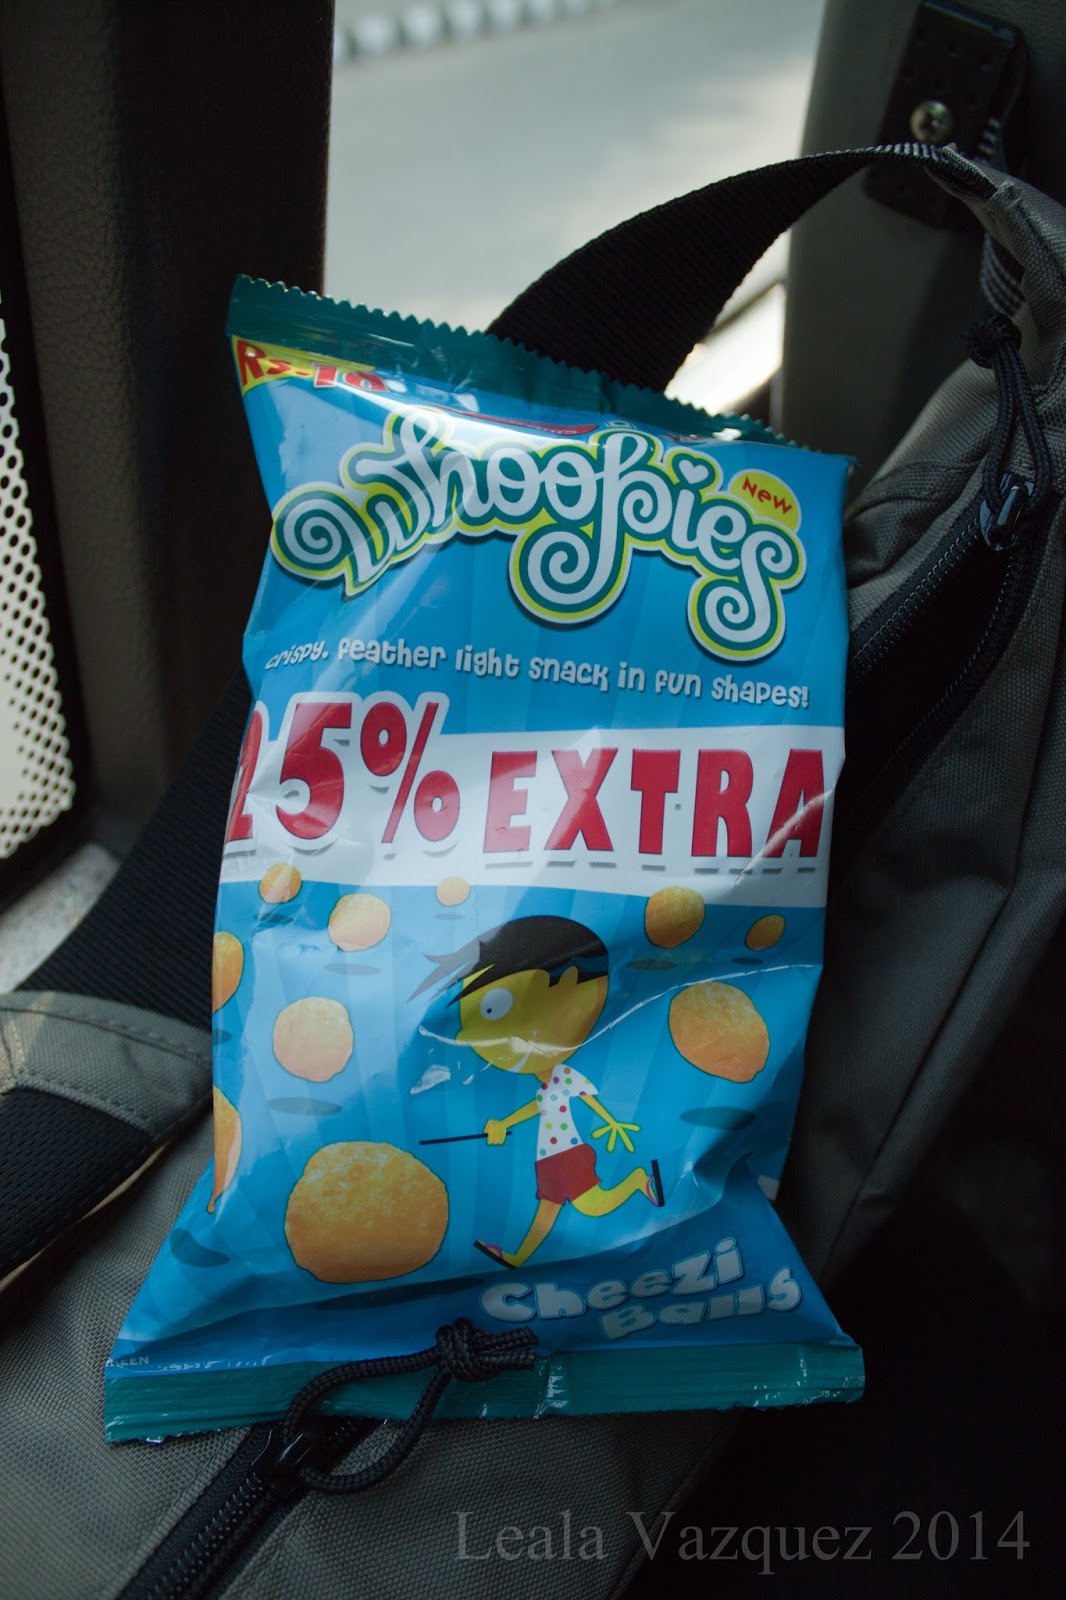 Rs.10
Whoopies
New
crispy, feather light snack in fun shapes!
25% EXTRA
Cheezi
Balls
Leala Vazquez 2014